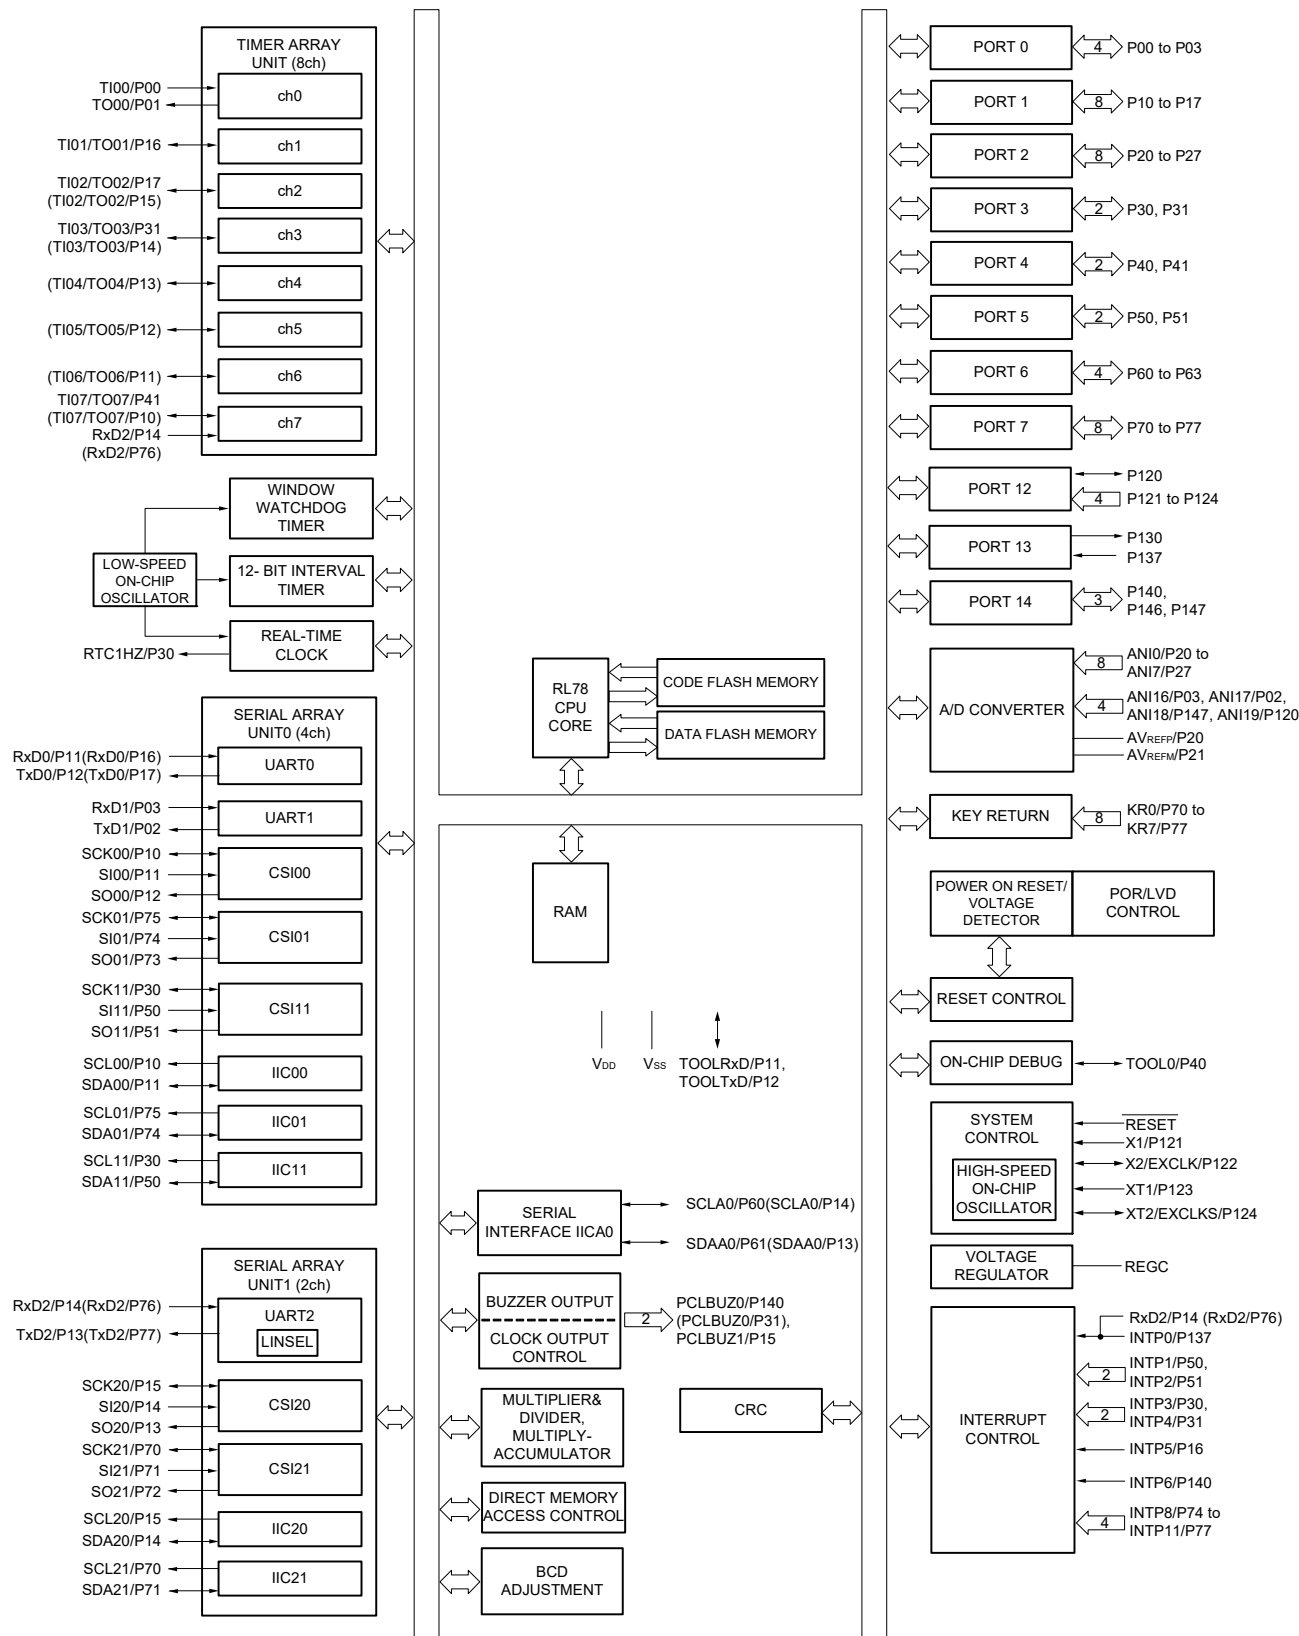 TIMER ARRAY
UNIT (8ch)
TI00/P00
TO00/P01
ch0
TI01/TO01/P16
ch1
TI02/TO02/P17
(TI02/TO02/P15)
ch2
TI03/TO03/P31
(TI03/TO03/P14)
ch3
(TI04/TO04/P13)
ch4
(TI05/TO05/P12)
ch5
(TI06/TO06/P11)
ch6
TI07/TO07/P41
(TI07/TO07/P10)
RxD2/P14
(RxD2/P76)
ch7
WINDOW
WATCHDOG
TIMER
LOW-SPEED
ON-CHIP
OSCILLATOR
12- BIT INTERVAL
TIMER
RTC1HZ/P30
REAL-TIME
CLOCK
SERIAL ARRAY
UNIT0 (4ch)
RxD0/P11(RxD0/P16)
TxD0/P12(TxD0/P17)
UART0
RxD1/P03
TxD1/P02
UART1
SCK00/P10
SI00/P11
SO00/P12
CSI00
SCK01/P75
SI01/P74
SO01/P73
CSI01
SCK11/P30
SI11/P50
SO11/P51
CSI11
SCL00/P10
SDA00/P11
IIC00
SCL01/P75
SDA01/P74
IIC01
SCL11/P30
SDA11/P50
IIC11
SERIAL ARRAY
UNIT1 (2ch)
RxD2/P14(RxD2/P76)
TxD2/P13(TxD2/P77)
UART2
LINSEL
SCK20/P15
SI20/P14
SO20/P13
CSI20
SCK21/P70
SI21/P71
SO21/P72
CSI21
SCL20/P15
SDA20/P14
IIC20
SCL21/P70
SDA21/P71
IIC21
RL78
CPU
CORE
CODE FLASH MEMORY
DATA FLASH MEMORY
RAM
VDD
VSS
TOOLRxD/P11,
TOOLTxD/P12
SERIAL
INTERFACE IICA0
SCLA0/P60(SCLA0/P14)
SDAA0/P61(SDAA0/P13)
BUZZER OUTPUT
CLOCK OUTPUT
CONTROL
2
PCLBUZ0/P140
(PCLBUZ0/P31),
PCLBUZ1/P15
MULTIPLIER&
DIVIDER,
MULTIPLY-
ACCUMULATOR
CRC
DIRECT MEMORY
ACCESS CONTROL
BCD
ADJUSTMENT
PORT 0
4
P00 to P03
PORT 1
8
P10 to P17
PORT 2
8
P20 to P27
PORT 3
2
P30, P31
PORT 4
2
P40, P41
PORT 5
2
P50, P51
PORT 6
4
P60 to P63
PORT 7
8
P70 to P77
PORT 12
P120
4
P121 to P124
PORT 13
P130
P137
PORT 14
3
P140,
P146, P147
A/D CONVERTER
8
ANI0/P20 to
ANI7/P27
4
ANI16/P03, ANI17/P02,
ANI18/P147, ANI19/P120
AVREFP/P20
AVREFM/P21
KEY RETURN
8
KR0/P70 to
KR7/P77
POWER ON RESET/
VOLTAGE
DETECTOR
POR/LVD
CONTROL
RESET CONTROL
ON-CHIP DEBUG
TOOL0/P40
SYSTEM
CONTROL
HIGH-SPEED
ON-CHIP
OSCILLATOR
RESET
X1/P121
X2/EXCLK/P122
XT1/P123
XT2/EXCLKS/P124
VOLTAGE
REGULATOR
REGC
INTERRUPT
CONTROL
RxD2/P14 (RxD2/P76)
INTP0/P137
2
INTP1/P50,
INTP2/P51
2
INTP3/P30,
INTP4/P31
INTP5/P16
INTP6/P140
4
INTP8/P74 to
INTP11/P77